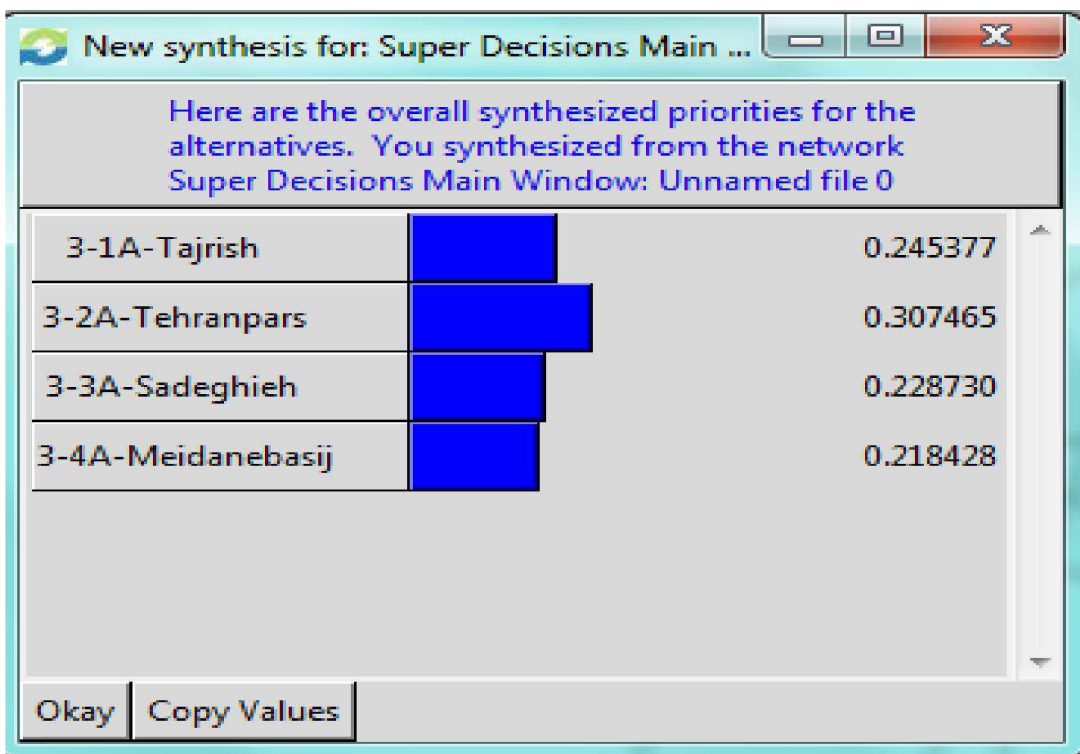 New synthesis for: Super Decisions Main ...
Here are the overall synthesized priorities for the
alternatives. You synthesized from the network
Super Decisions Main Window: Unnamed file 0
3-1A-Tajrish 0.245377
3-2A-Tehranpars 0.307465
3-3A-Sadeghieh 0.228730
3-4A-Meidanebasij 0.218428
Okay Copy Values